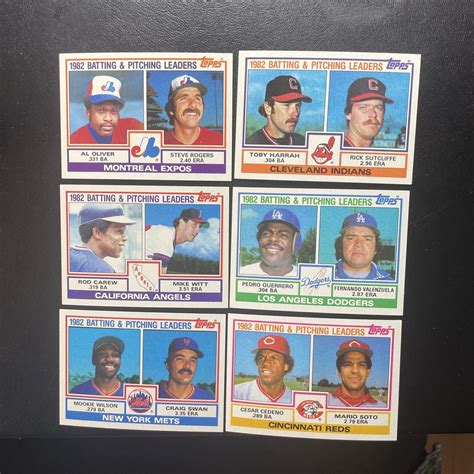 1982 BATTING & PITCHING LEADERS TOPPS
AL OLIVER
.331 BA
STEVE ROGERS
2.40 ERA
MONTREAL EXPOS
1982 BATTING & PITCHING LEADERS TOPPS
TOBY HARRAH
.304 BA
RICK SUTCLIFFE
2.96 ERA
CLEVELAND INDIANS
1982 BATTING & PITCHING LEADERS TOPPS
ROD CAREW
.319 BA
MIKE WITT
3.51 ERA
CALIFORNIA ANGELS
1982 BATTING & PITCHING LEADERS TOPPS
PEDRO GUERRERO
.304 BA
Dodgers
FERNANDO VALENZUELA
2.87 ERA
LOS ANGELES DODGERS
1982 BATTING & PITCHING LEADERS TOPPS
MOOKIE WILSON
.279 BA
CRAIG SWAN
3.35 ERA
NEW YORK METS
1982 BATTING & PITCHING LEADERS TOPPS
CESAR CEDENO
.289 BA
MARIO SOTO
2.79 ERA
CINCINNATI REDS